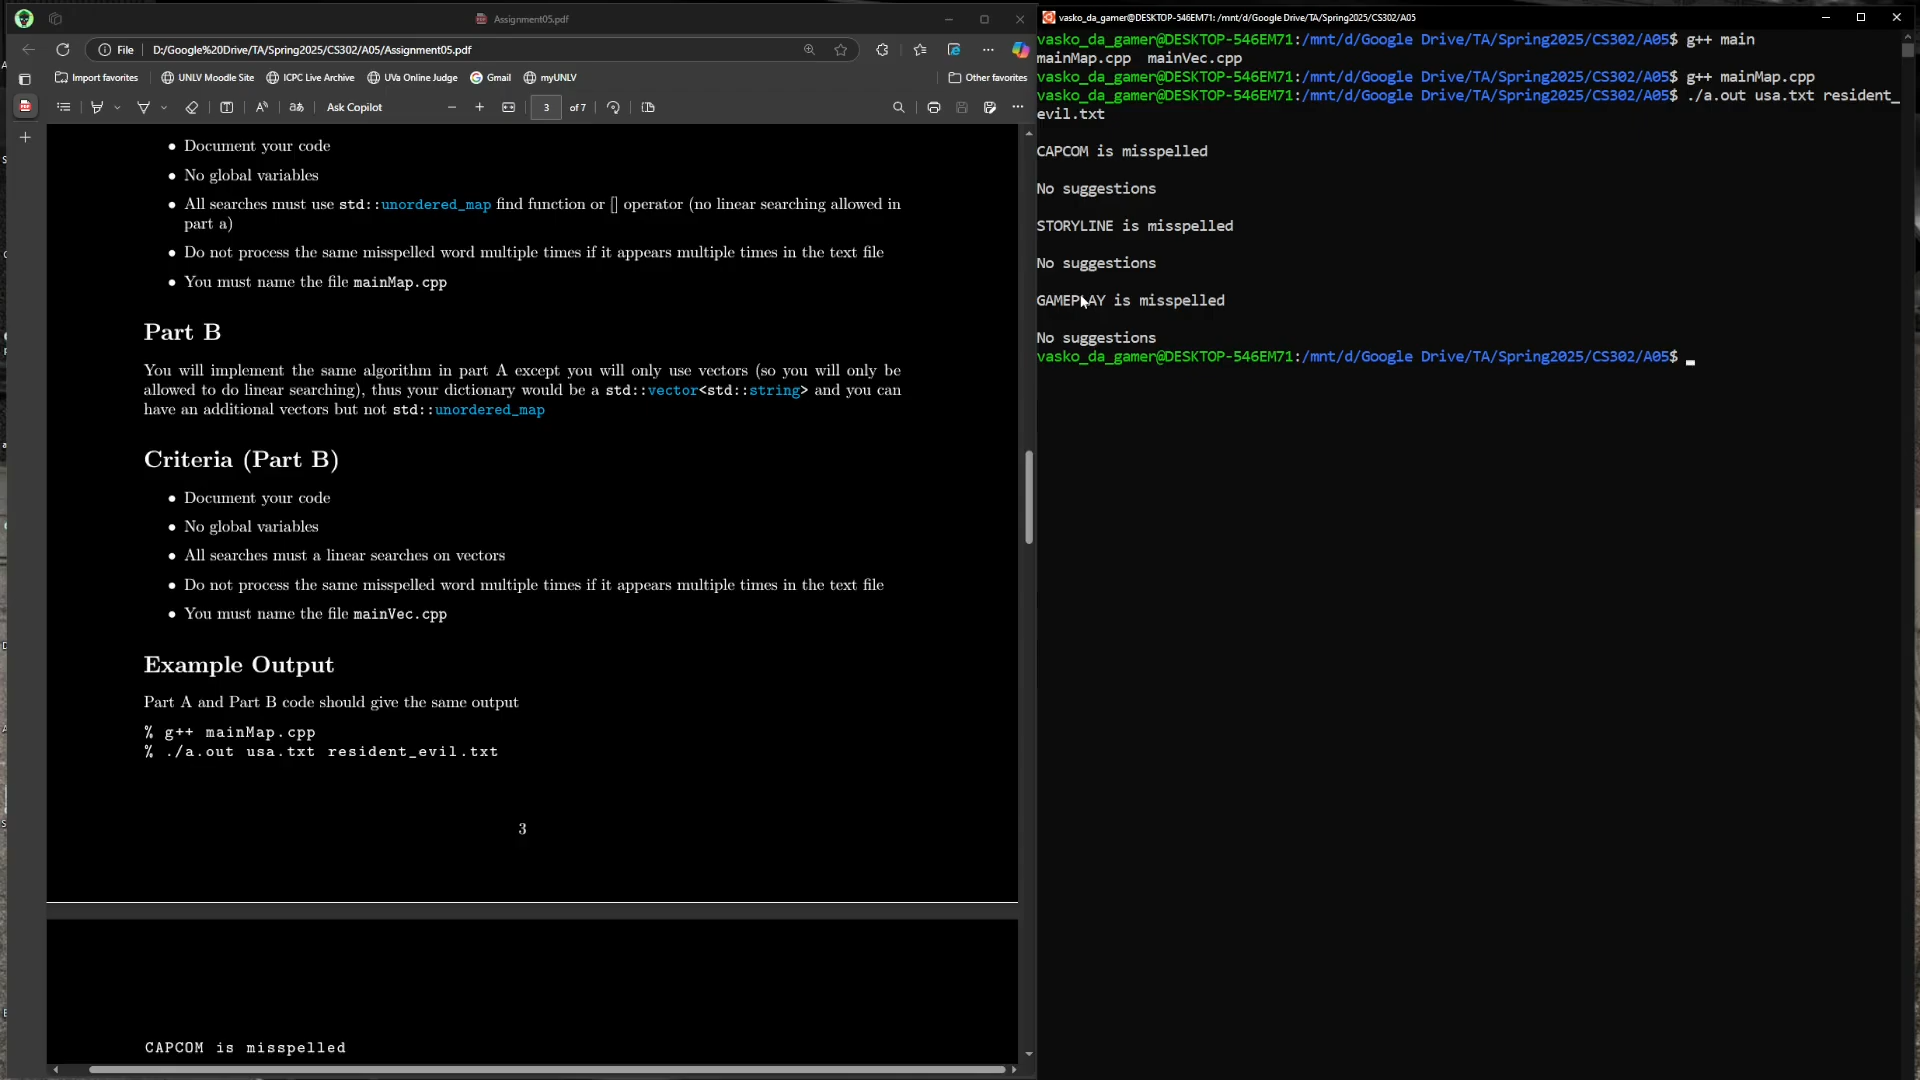 Assignment05.pdf
File
D:/Google%20Drive/TA/Spring2025/CS302/A05/Assignment05.pdf
Import favorites
UNLV Moodle Site
ICPC Live Archive
UVa Online Judge
Gmail
myUNLV
Other favorites
Ask Copilot
3 of 7
• Document your code
• No global variables
• All searches must use std::unordered_map find function or [] operator (no linear searching allowed in
part a)
• Do not process the same misspelled word multiple times if it appears multiple times in the text file
• You must name the file mainMap.cpp
Part B
You will implement the same algorithm in part A except you will only use vectors (so you will only be
allowed to do linear searching), thus your dictionary would be a std::vector<std::string> and you can
have an additional vectors but not std::unordered_map
Criteria (Part B)
• Document your code
• No global variables
• All searches must a linear searches on vectors
• Do not process the same misspelled word multiple times if it appears multiple times in the text file
• You must name the file mainVec.cpp
Example Output
Part A and Part B code should give the same output
% g++ mainMap.cpp
% ./a.out usa.txt resident_evil.txt
3
CAPCOM is misspelled
vasko_da_gamer@DESKTOP-546EM71: /mnt/d/Google Drive/TA/Spring2025/CS302/A05
vasko_da_gamer@DESKTOP-546EM71:/mnt/d/Google Drive/TA/Spring2025/CS302/A05$ g++ main
mainMap.cpp  mainVec.cpp
vasko_da_gamer@DESKTOP-546EM71:/mnt/d/Google Drive/TA/Spring2025/CS302/A05$ g++ mainMap.cpp
vasko_da_gamer@DESKTOP-546EM71:/mnt/d/Google Drive/TA/Spring2025/CS302/A05$ ./a.out usa.txt resident_
evil.txt
CAPCOM is misspelled
No suggestions
STORYLINE is misspelled
No suggestions
GAMEPLAY is misspelled
No suggestions
vasko_da_gamer@DESKTOP-546EM71:/mnt/d/Google Drive/TA/Spring2025/CS302/A05$